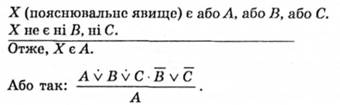 X (пояснювальне явище) є або A, або B, або C.
X не є ні B, ні C.
Отже, X є A.
Або так: A ∨̇ B ∨̇ C · B̅ ∨ C̅
A .